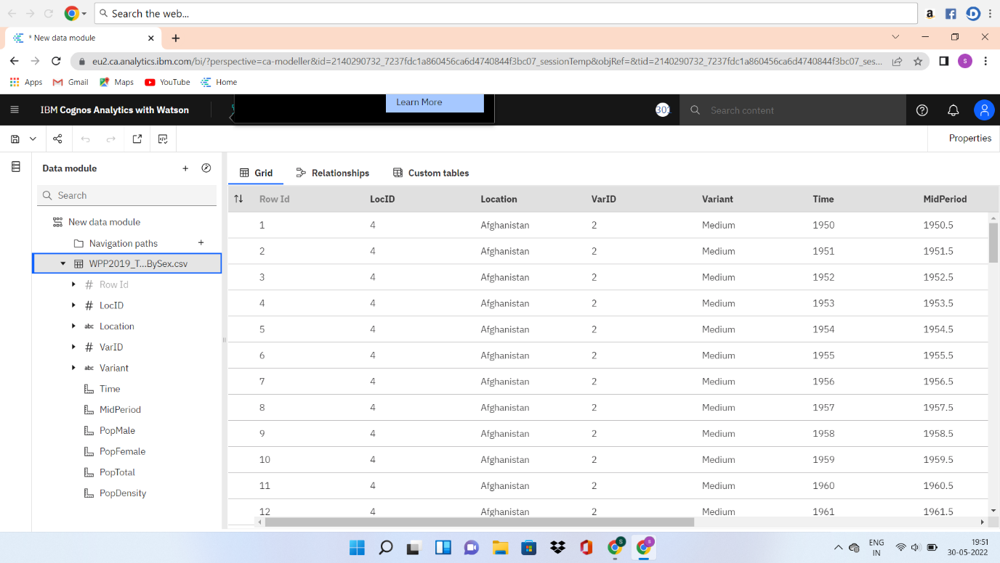 Search the web...
* New data module
eu2.ca.analytics.ibm.com/bi/?perspective=ca-modeller&id=2140290732_7237fdc1a860456ca6d4740844f3bc07_sessionTemp&objRef=&tid=2140290732_7237fdc1a860456ca6d4740844f3bc07_ses...
Apps Gmail Maps YouTube Home
IBM Cognos Analytics with Watson
Learn More
301
Search content
Properties
Data module
Search
New data module
Navigation paths
WPP2019_T...BySex.csv
# Row Id
# LocID
abc Location
# VarID
abc Variant
Time
MidPeriod
PopMale
PopFemale
PopTotal
PopDensity
Grid Relationships Custom tables
Row Id LocID Location VarID Variant Time MidPeriod
1 4 Afghanistan 2 Medium 1950 1950.5
2 4 Afghanistan 2 Medium 1951 1951.5
3 4 Afghanistan 2 Medium 1952 1952.5
4 4 Afghanistan 2 Medium 1953 1953.5
5 4 Afghanistan 2 Medium 1954 1954.5
6 4 Afghanistan 2 Medium 1955 1955.5
7 4 Afghanistan 2 Medium 1956 1956.5
8 4 Afghanistan 2 Medium 1957 1957.5
9 4 Afghanistan 2 Medium 1958 1958.5
10 4 Afghanistan 2 Medium 1959 1959.5
11 4 Afghanistan 2 Medium 1960 1960.5
12 4 Afghanistan 2 Medium 1961 1961.5
ENG
IN
19:51
30-05-2022